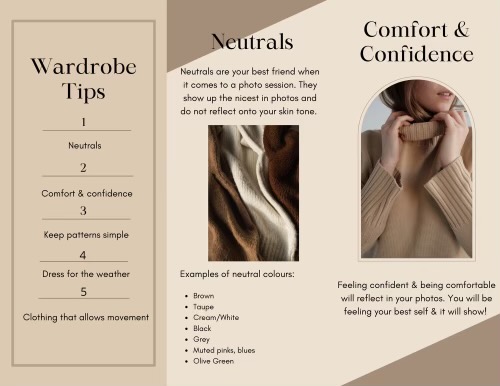 Wardrobe
Tips
1
Neutrals
2
Comfort & confidence
3
Keep patterns simple
4
Dress for the weather
5
Clothing that allows movement
Neutrals
Neutrals are your best friend when
it comes to a photo session. They
show up the nicest in photos and
do not reflect onto your skin tone.
Examples of neutral colours:
• Brown
• Taupe
• Cream/White
• Black
• Grey
• Muted pinks, blues
• Olive Green
Comfort &
Confidence
Feeling confident & being comfortable
will reflect in your photos. You will be
feeling your best self & it will show!